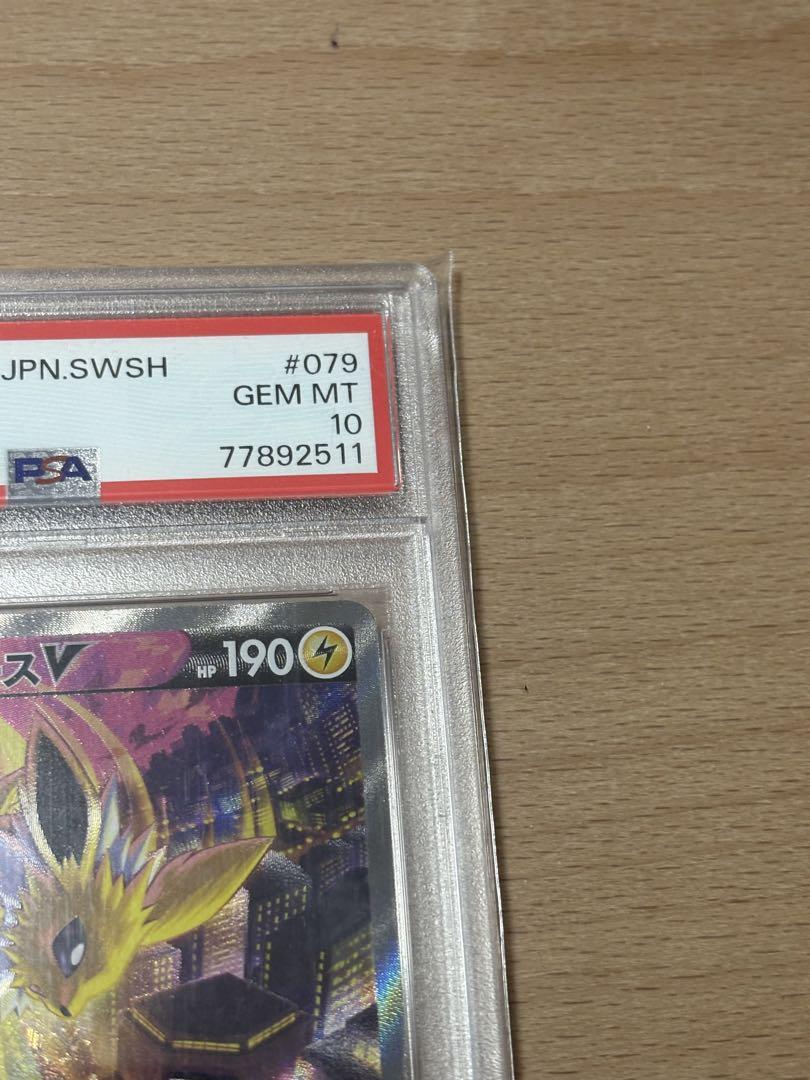 JPN.SWSH #079
GEM MT
10
PSA 77892511
スV HP 190